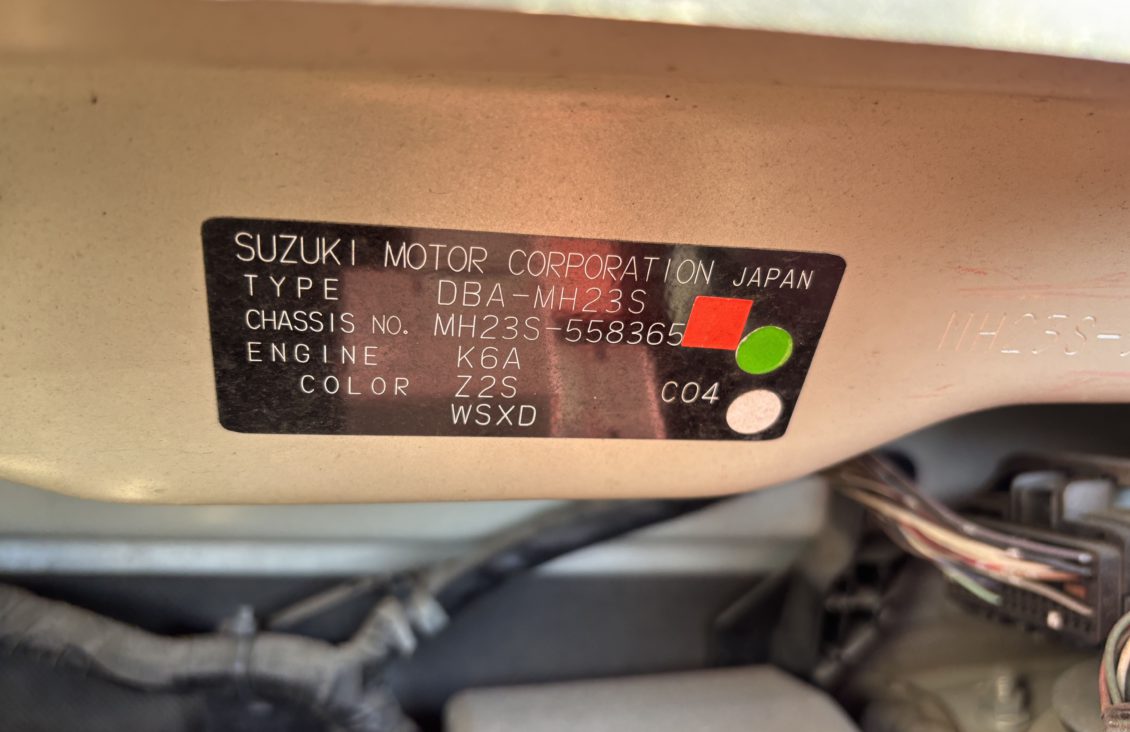 SUZUKI MOTOR CORPORATION JAPAN
TYPE DBA-MH23S
CHASSIS NO. MH23S-558365
ENGINE K6A
COLOR Z2S C04
WSXD
MH23S-